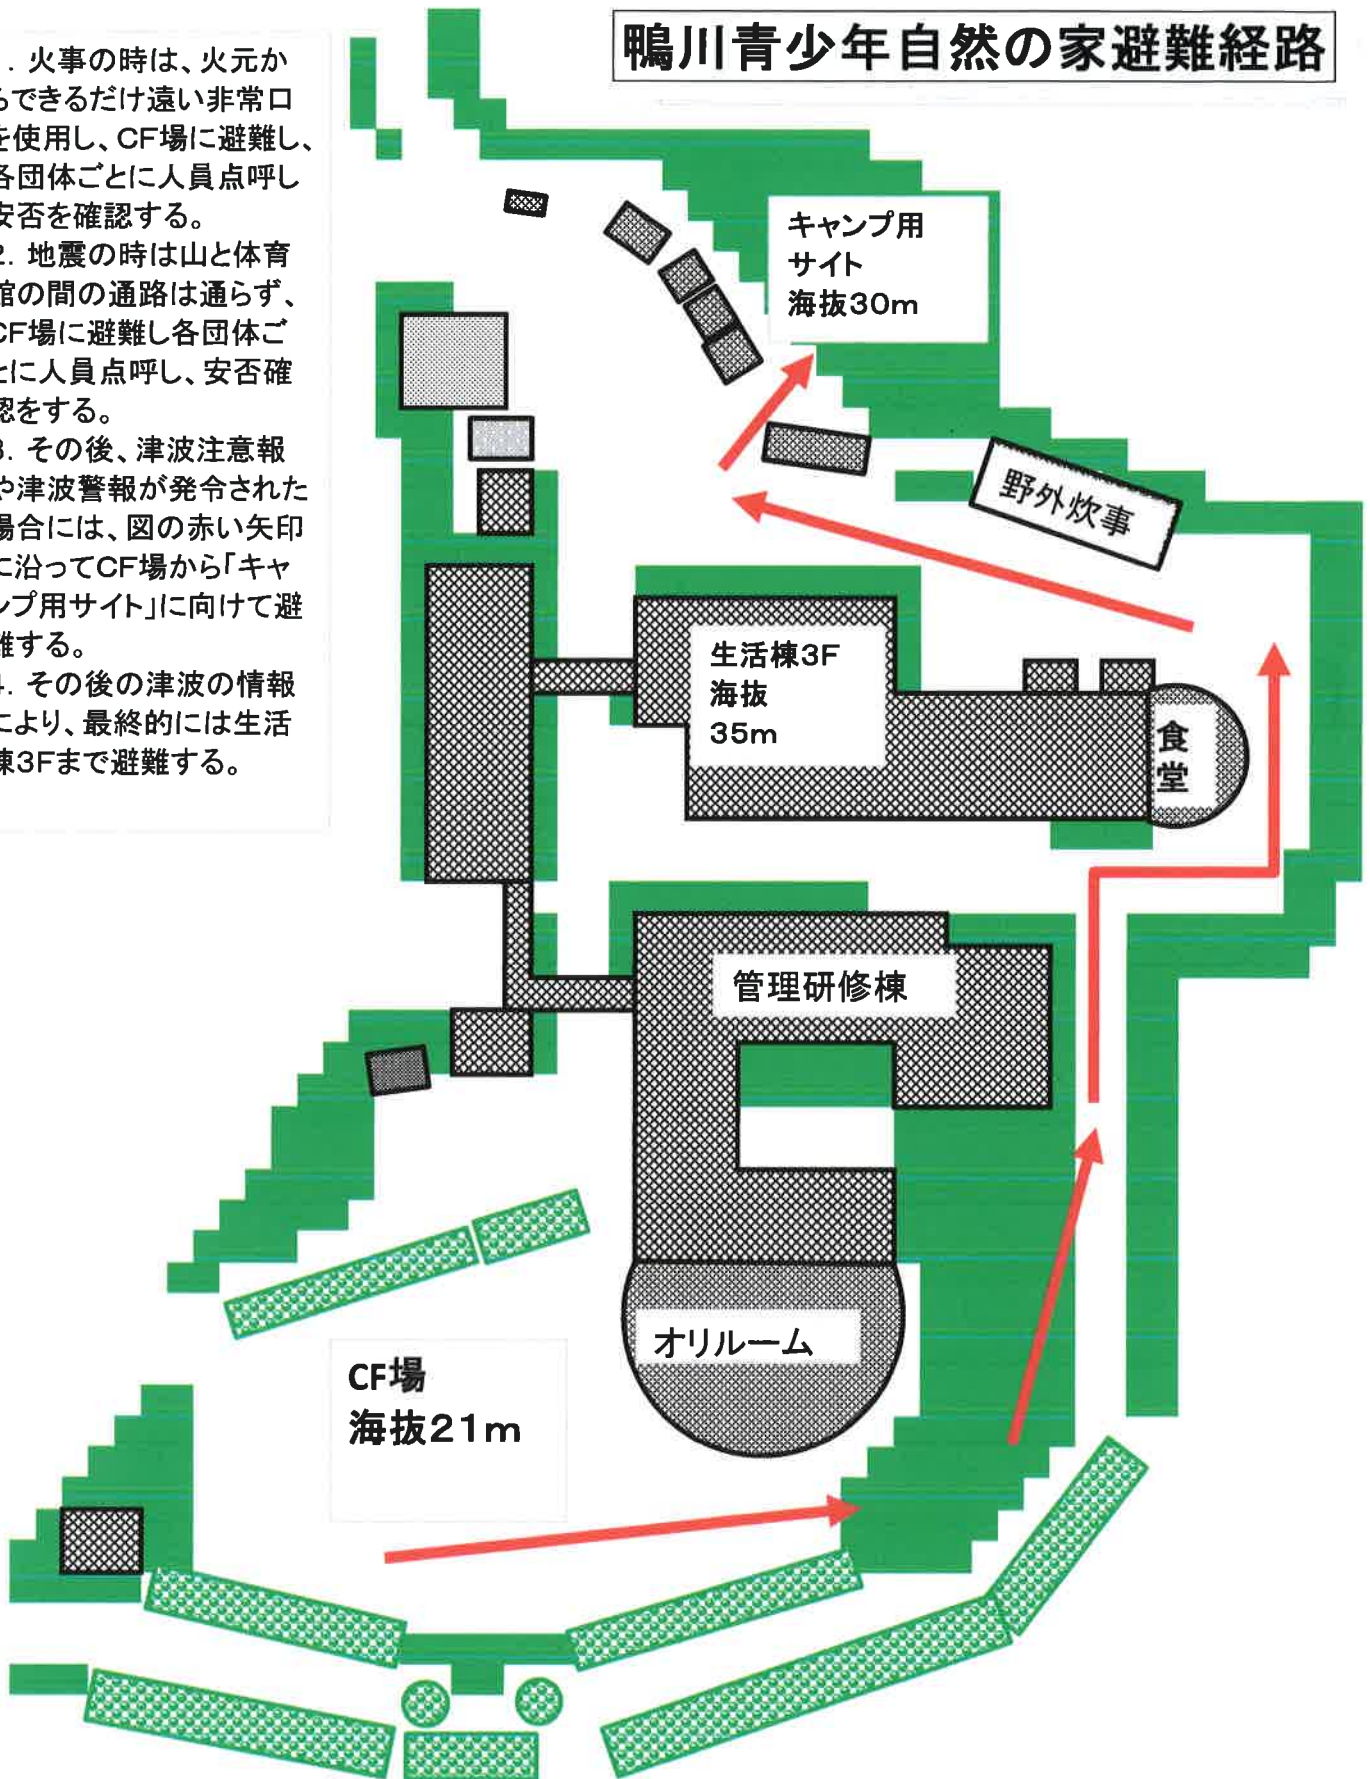 鴨川青少年自然の家避難経路
. 火事の時は、火元か
らできるだけ遠い非常口
を使用し、CF場に避難し、
各団体ごとに人員点呼し
安否を確認する。
2. 地震の時は山と体育
館の間の通路は通らず、
CF場に避難し各団体ご
とに人員点呼し、安否確
認をする。
3. その後、津波注意報
や津波警報が発令された
場合には、図の赤い矢印
に沿ってCF場から「キャ
ンプ用サイト」に向けて避
難する。
4. その後の津波の情報
により、最終的には生活
棟3Fまで避難する。
キャンプ用
サイト
海抜30m
野外炊事
生活棟3F
海抜
35m
食
堂
管理研修棟
オリルーム
CF場
海抜21m